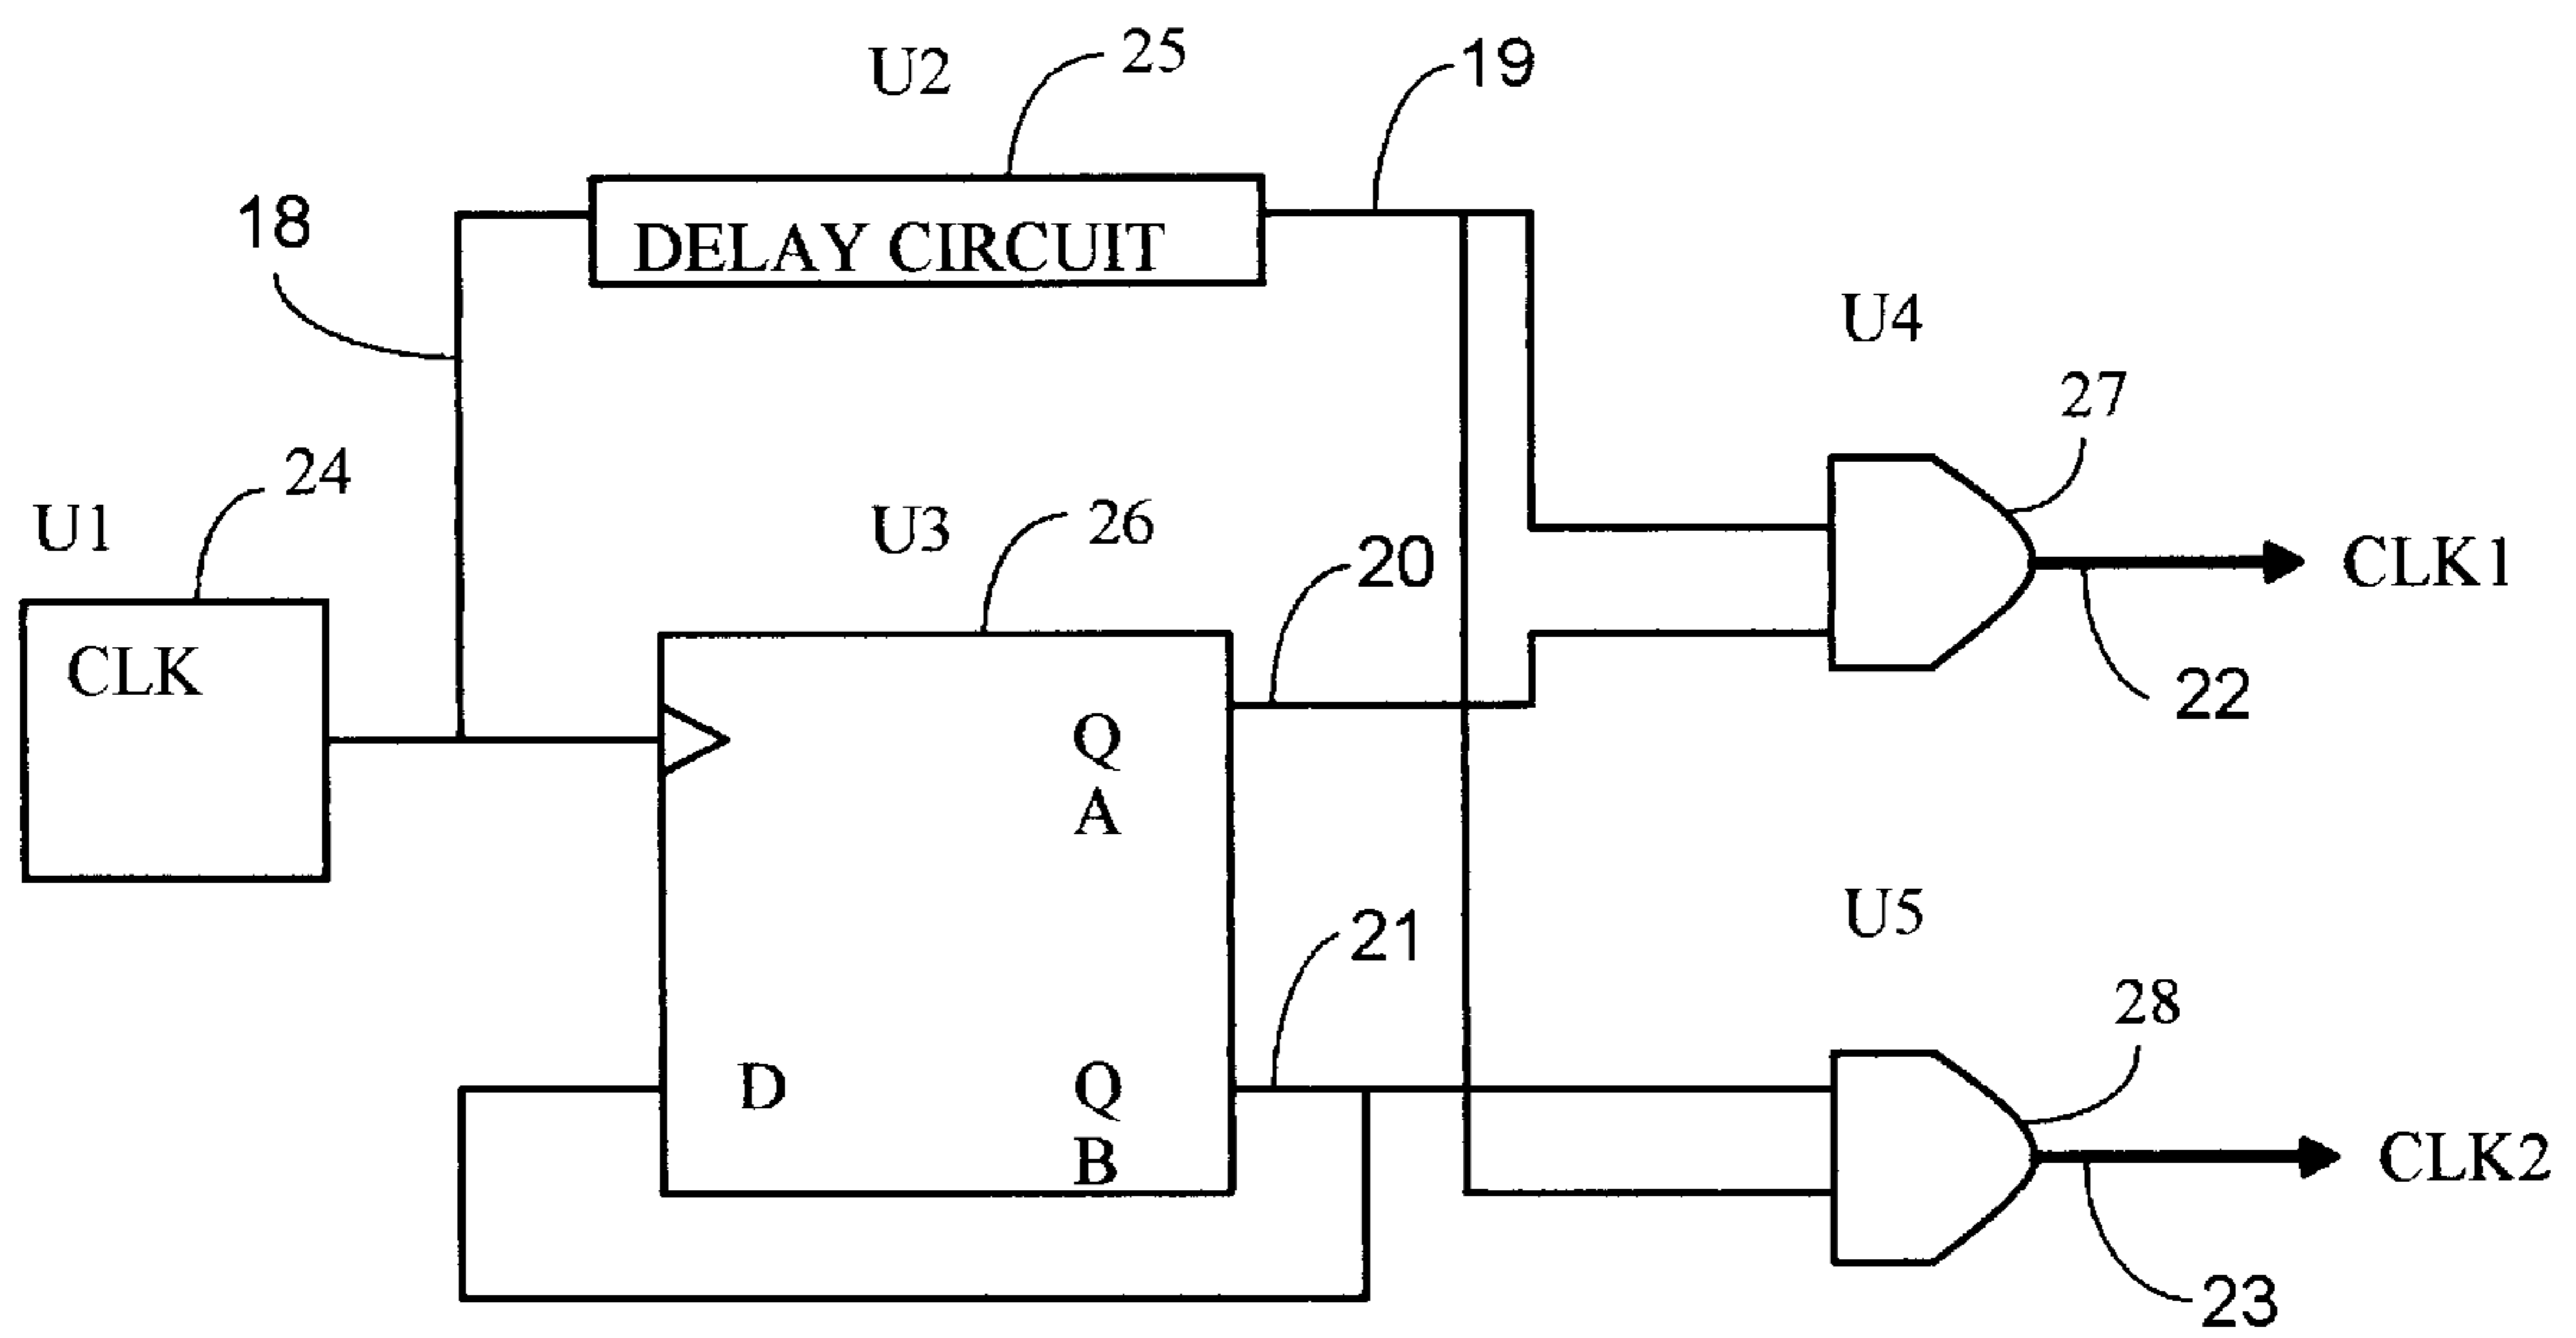 U2
25
19
18
DELAY CIRCUIT
U4
27
24
U1
U3
26
20
CLK1
CLK
22
Q
A
U5
21
28
D
Q
B
CLK2
23